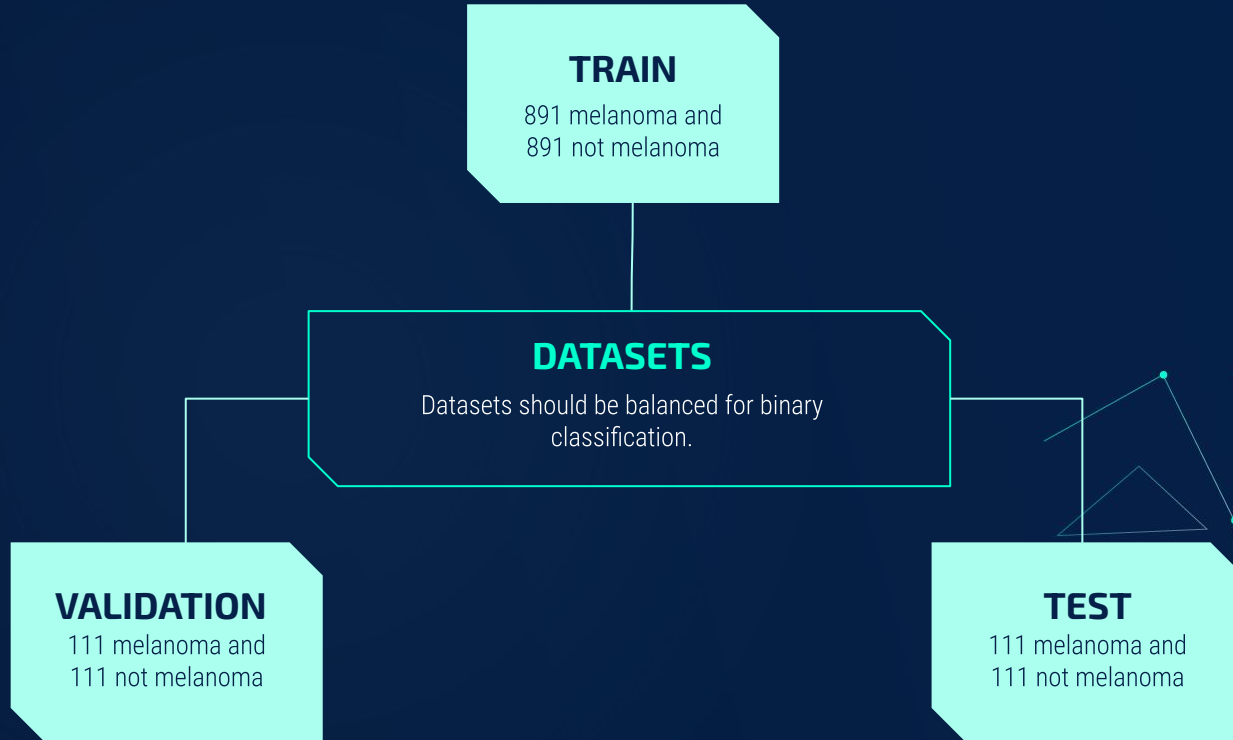 TRAIN
891 melanoma and
891 not melanoma
DATASETS
Datasets should be balanced for binary
classification.
VALIDATION
111 melanoma and
111 not melanoma
TEST
111 melanoma and
111 not melanoma